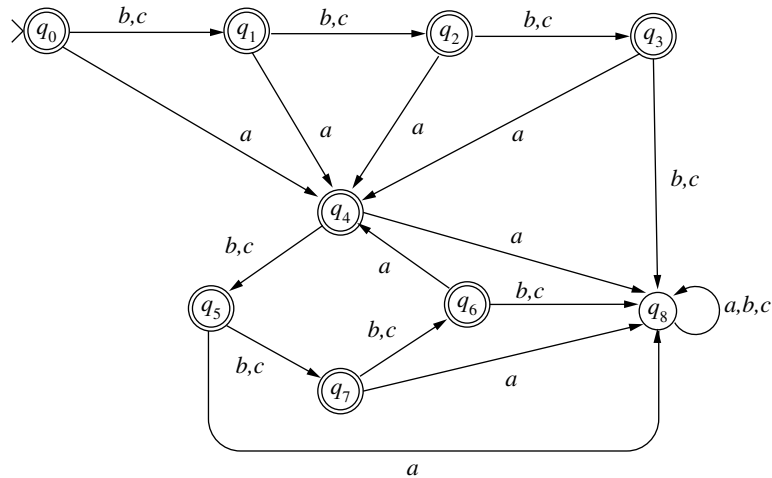 b,c b,c b,c
q0 q1 q2 q3
a a a a
b,c
q4
b,c a a
q5 q6 b,c q8 a,b,c
b,c b,c
q7 a
a